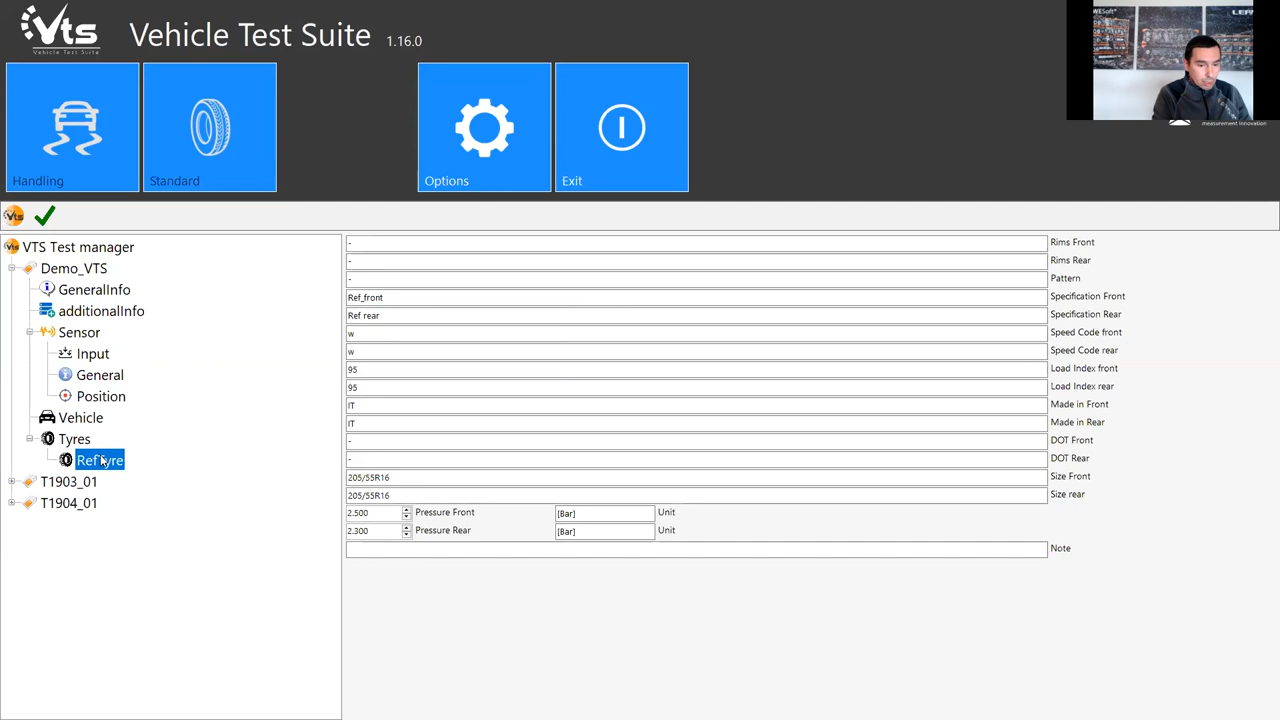 Vts
Vehicle Test Suite
Vehicle Test Suite 1.16.0
measurement innovation
Handling
Standard
Options
Exit
Vts
VTS Test manager
Demo_VTS
GeneralInfo
additionalInfo
Sensor
Input
General
Position
Vehicle
Tyres
T1903_01
T1904_01
- Rims Front
- Rims Rear
- Pattern
Ref_front Specification Front
Ref rear Specification Rear
w Speed Code front
w Speed Code rear
95 Load Index front
95 Load Index rear
IT Made in Front
IT Made in Rear
- DOT Front
- DOT Rear
205/55R16 Size Front
205/55R16 Size rear
2.500 Pressure Front [Bar] Unit
2.300 Pressure Rear [Bar] Unit
Note